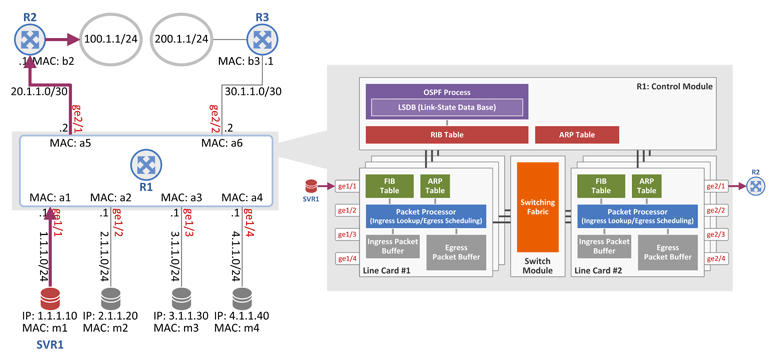 R2
R3
100.1.1/24
200.1.1/24
.1
MAC: b2
MAC: b3
.1
20.1.1.0/30
30.1.1.0/30
ge2/1
ge2/2
.2
.2
MAC: a5
MAC: a6
R1
MAC: a1
MAC: a2
MAC: a3
MAC: a4
.1
.1
.1
.1
ge1/1
ge1/2
ge1/3
ge1/4
1.1.1.0/24
2.1.1.0/24
3.1.1.0/24
4.1.1.0/24
IP: 1.1.1.10
MAC: m1
IP: 2.1.1.20
MAC: m2
IP: 3.1.1.30
MAC: m3
IP: 4.1.1.40
MAC: m4
SVR1
R1: Control Module
OSPF Process
LSDB (Link-State Data Base)
RIB Table
ARP Table
SVR1
ge1/1
ge1/2
ge1/3
ge1/4
FIB
Table
ARP
Table
Packet Processor
(Ingress Lookup/Egress Scheduling)
Ingress Packet
Buffer
Egress
Packet Buffer
Line Card #1
Switching
Fabric
Switch
Module
FIB
Table
ARP
Table
Packet Processor
(Ingress Lookup/Egress Scheduling)
Ingress Packet
Buffer
Egress
Packet Buffer
Line Card #2
ge2/1
ge2/2
ge2/3
ge2/4
R2